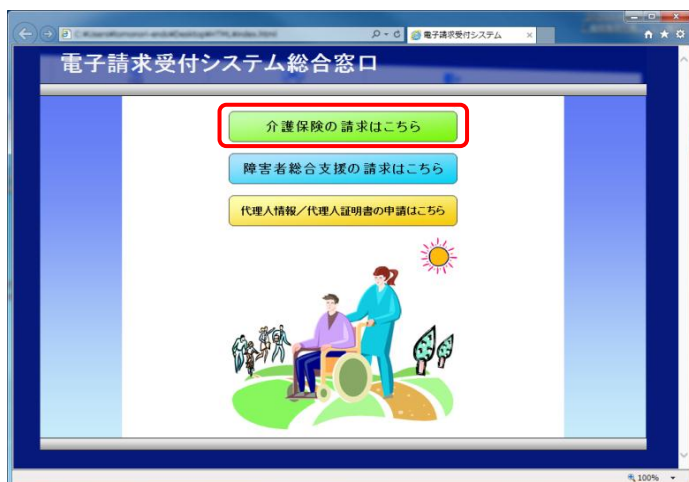 電子請求受付システム
電子請求受付システム総合窓口
介護保険の請求はこちら
障害者総合支援の請求はこちら
代理人情報／代理人証明書の申請はこちら
100%